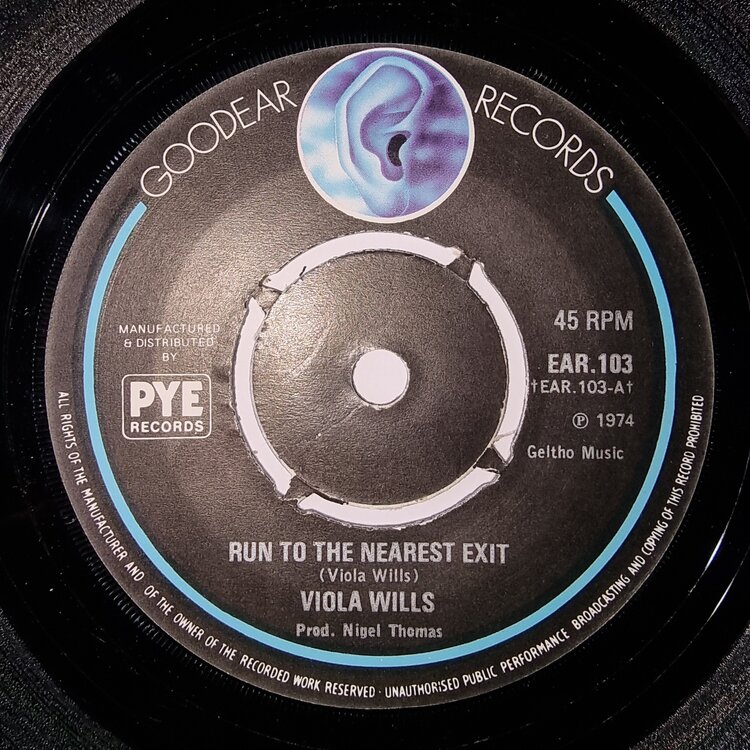 GOODEAR RECORDS
MANUFACTURED
& DISTRIBUTED
BY
PYE
RECORDS
45 RPM
EAR.103
†EAR.103-A†
Ⓟ 1974
Geltho Music
RUN TO THE NEAREST EXIT
(Viola Wills)
VIOLA WILLS
Prod. Nigel Thomas
ALL RIGHTS OF THE MANUFACTURER AND OF THE OWNER OF THE RECORDED WORK RESERVED · UNAUTHORISED PUBLIC PERFORMANCE BROADCASTING AND COPYING OF THIS RECORD PROHIBITED